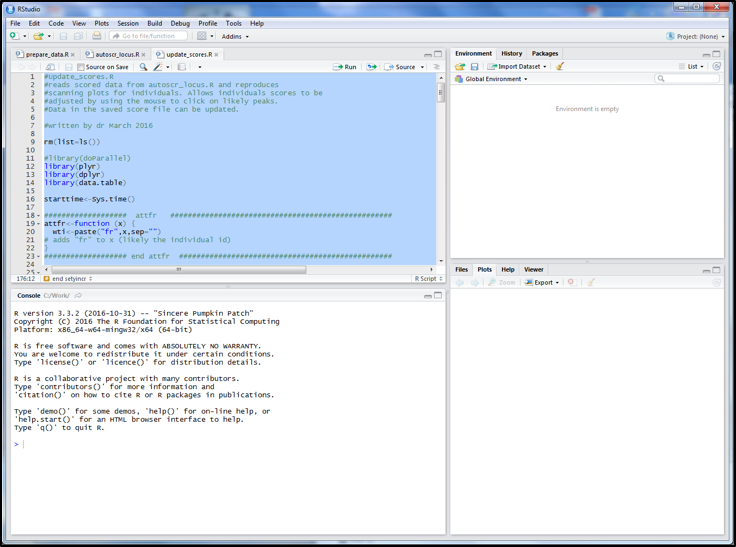 RStudio
File Edit Code View Plots Session Build Debug Profile Tools Help
Go to file/function Addins Project: (None)
prepare_data.R autoscr_locus.R update_scores.R
Source on Save Run Source
1 #Update_scores.R
2 #reads scored data from autoscr_locus.R and reproduces
3 #scanning plots for individuals. Allows individuals scores to be
4 #adjusted by using the mouse to click on likely peaks.
5 #Data in the saved score file can be updated.
6
7 #written by dr March 2016
8
9 rm(list=ls())
10
11 #library(doParallel)
12 library(plyr)
13 library(dplyr)
14 library(data.table)
15
16 starttime<-Sys.time()
17
18 ################### attfr ###################################################
19 attfr<-function (x) {
20 wti<-paste("fr",x,sep="")
21 # adds "fr" to x (likely the individual id)
22 }
23 ################### end attfr #################################################
24
25
176:12 end setyincr R Script
Console C:/Work/
R version 3.3.2 (2016-10-31) -- "Sincere Pumpkin Patch"
Copyright (C) 2016 The R Foundation for Statistical Computing
Platform: x86_64-w64-mingw32/x64 (64-bit)
R is free software and comes with ABSOLUTELY NO WARRANTY.
You are welcome to redistribute it under certain conditions.
Type 'license()' or 'licence()' for distribution details.
R is a collaborative project with many contributors.
Type 'contributors()' for more information and
'citation()' on how to cite R or R packages in publications.
Type 'demo()' for some demos, 'help()' for on-line help, or
'help.start()' for an HTML browser interface to help.
Type 'q()' to quit R.
>
Environment History Packages
Import Dataset List
Global Environment
Environment is empty
Files Plots Help Viewer
Zoom Export